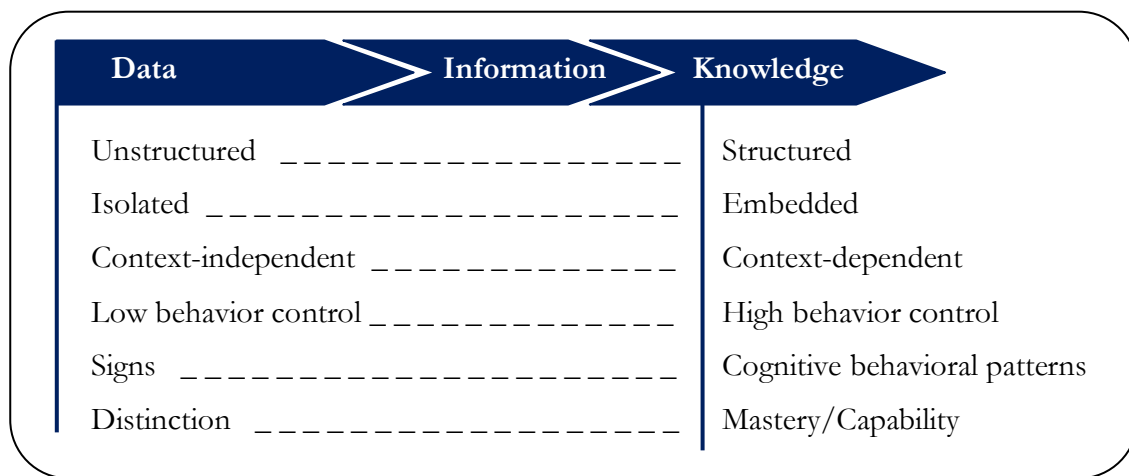 Data Information Knowledge
Unstructured _ _ _ _ _ _ _ _ _ _ _ _ _ _ _ _ _ Structured
Isolated _ _ _ _ _ _ _ _ _ _ _ _ _ _ _ _ _ _ _ _ Embedded
Context-independent _ _ _ _ _ _ _ _ _ _ _ _ _ Context-dependent
Low behavior control _ _ _ _ _ _ _ _ _ _ _ _ _ High behavior control
Signs _ _ _ _ _ _ _ _ _ _ _ _ _ _ _ _ _ _ _ _ _ Cognitive behavioral patterns
Distinction _ _ _ _ _ _ _ _ _ _ _ _ _ _ _ _ _ _ Mastery/Capability